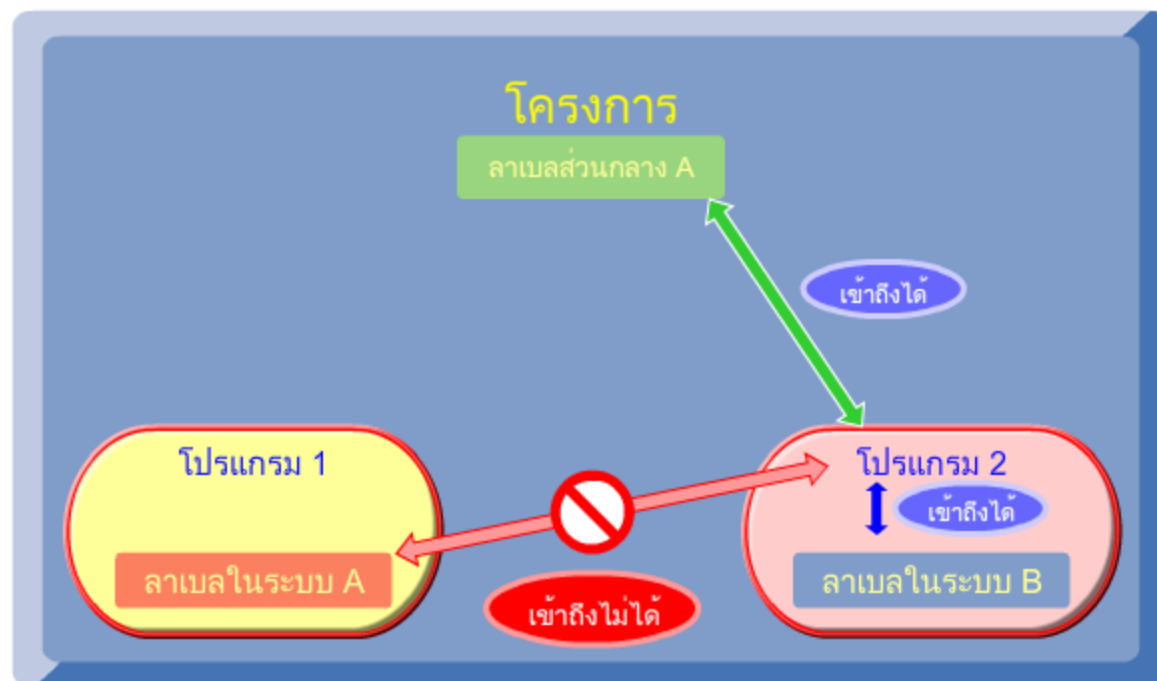 โครงการ
ลาเบลส่วนกลาง A
เข้าถึงได้
โปรแกรม 1
โปรแกรม 2
เข้าถึงได้
ลาเบลในระบบ A
ลาเบลในระบบ B
เข้าถึงไม่ได้